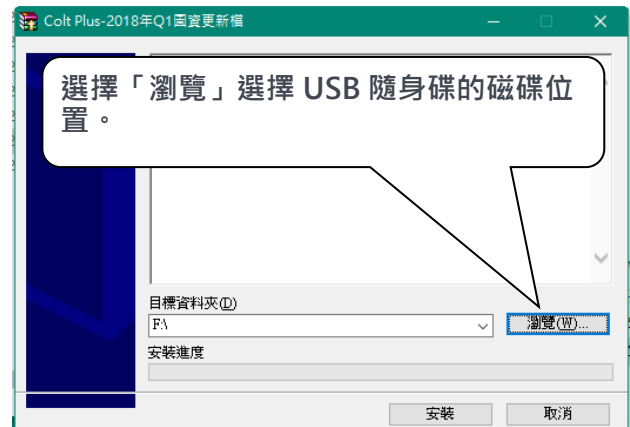 Colt Plus-2018年Q1圖資更新檔
選擇「瀏覽」選擇 USB 隨身碟的磁碟位
置。
目標資料夾(D)
F:\
瀏覽(W)...
安裝進度
安裝
取消